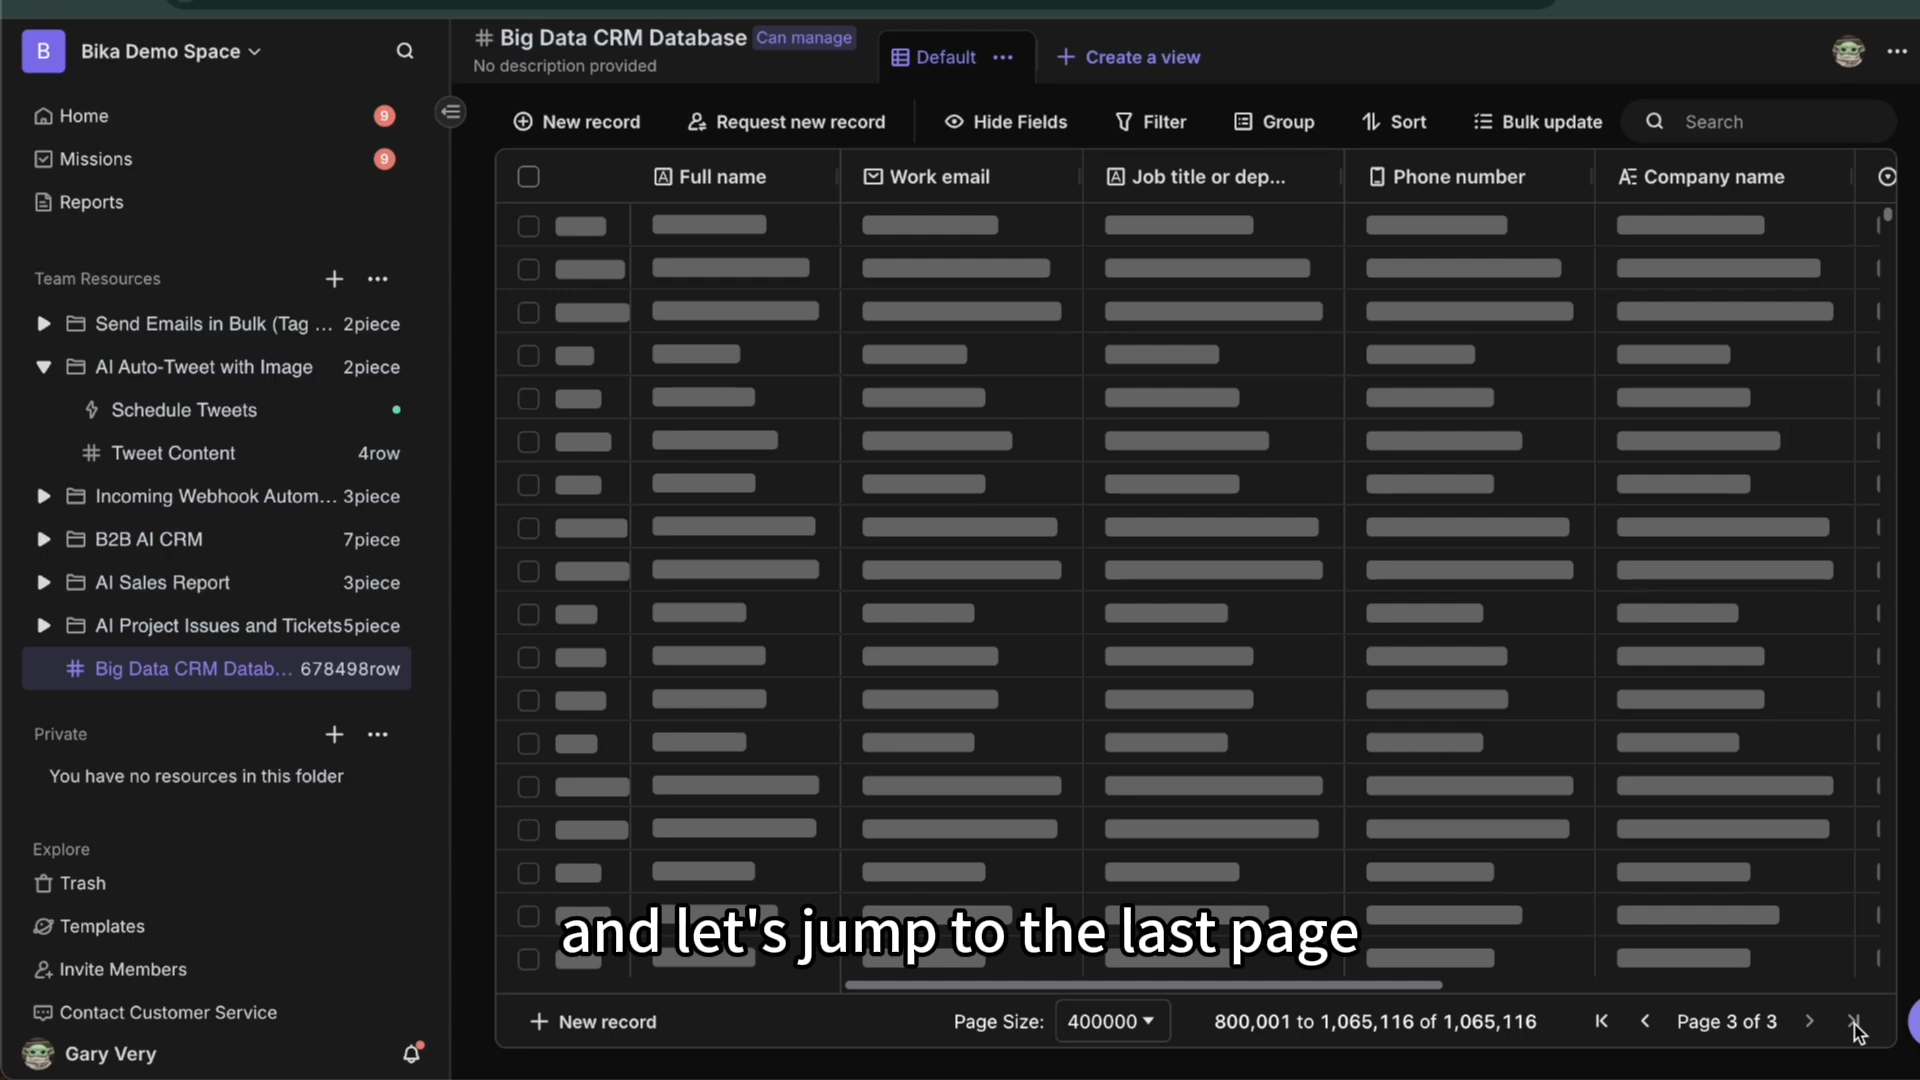 B Bika Demo Space
Home 9
Missions 9
Reports
Team Resources
Send Emails in Bulk (Tag ... 2piece
AI Auto-Tweet with Image 2piece
Schedule Tweets
Tweet Content 4row
Incoming Webhook Autom... 3piece
B2B AI CRM 7piece
AI Sales Report 3piece
AI Project Issues and Tickets 5piece
Big Data CRM Datab... 678498row
Private
You have no resources in this folder
Explore
Trash
Templates
Invite Members
Contact Customer Service
Gary Very
Big Data CRM Database Can manage
No description provided
Default ... Create a view
New record Request new record Hide Fields Filter Group Sort Bulk update Search
Full name Work email Job title or dep... Phone number Company name
and let's jump to the last page
New record Page Size: 400000 800,001 to 1,065,116 of 1,065,116 Page 3 of 3